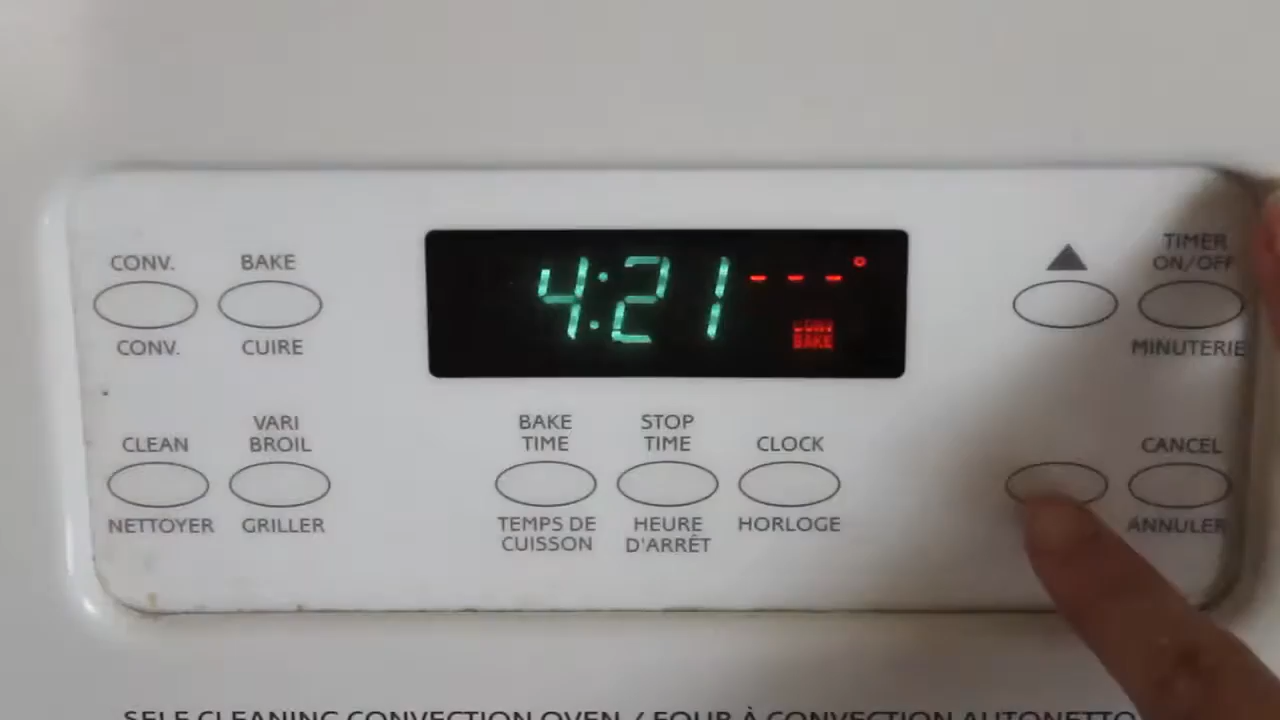 CONV. BAKE
CONV. CUIRE
4:21 ---°
CONV
BAKE
TIMER
ON/OFF
MINUTERIE
CLEAN VARI
BROIL
NETTOYER GRILLER
BAKE
TIME
TEMPS DE
CUISSON
STOP
TIME
HEURE
D'ARRÊT
CLOCK
HORLOGE
CANCEL
ANNULER
SELF CLEANING CONVECTION OVEN / FOUR À CONVECTION AUTONETTO